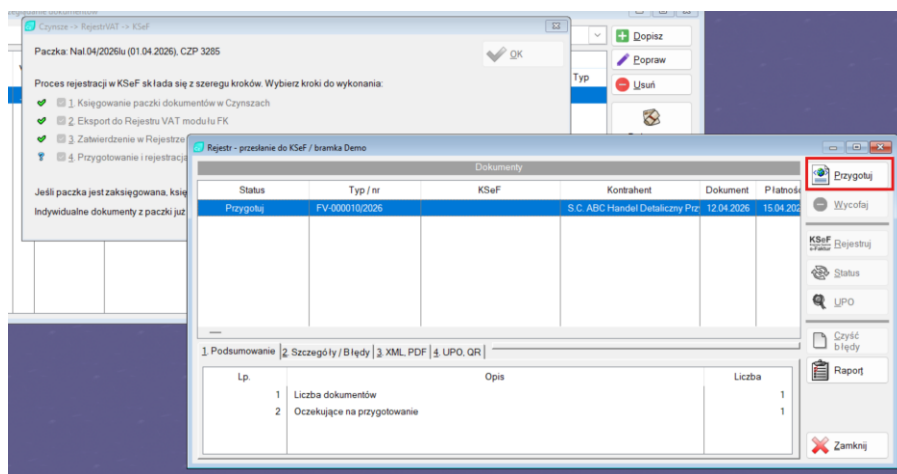 Czynsze -> RejestrVAT -> KSeF
Paczka: Nal.04/2026lu (01.04.2026), CZP 3285
OK
Proces rejestracji w KSeF składa się z szeregu kroków. Wybierz kroki do wykonania:
1. Księgowanie paczki dokumentów w Czynszach
2. Eksport do Rejestru VAT modułu FK
3. Zatwierdzenie w Rejestrze
4. Przygotowanie i rejestracja
Jeśli paczka jest zaksięgowana, księ
Indywidualne dokumenty z paczki już
Typ
Dopisz
Popraw
Usuń
Rejestr - przesłanie do KSeF / bramka Demo
Dokumenty
Status Typ / nr KSeF Kontrahent Dokument Płatnoś
Przygotuj FV-000010/2026 S.C. ABC Handel Detaliczny Prz 12.04.2026 15.04.202
1. Podsumowanie 2. Szczegóły / Błędy 3. XML, PDF 4. UPO, QR
Lp. Opis Liczba
1 Liczba dokumentów 1
2 Oczekujące na przygotowanie 1
Przygotuj
Wycofaj
KSeF Rejestruj
Status
UPO
Czyść
błędy
Raport
Zamknij